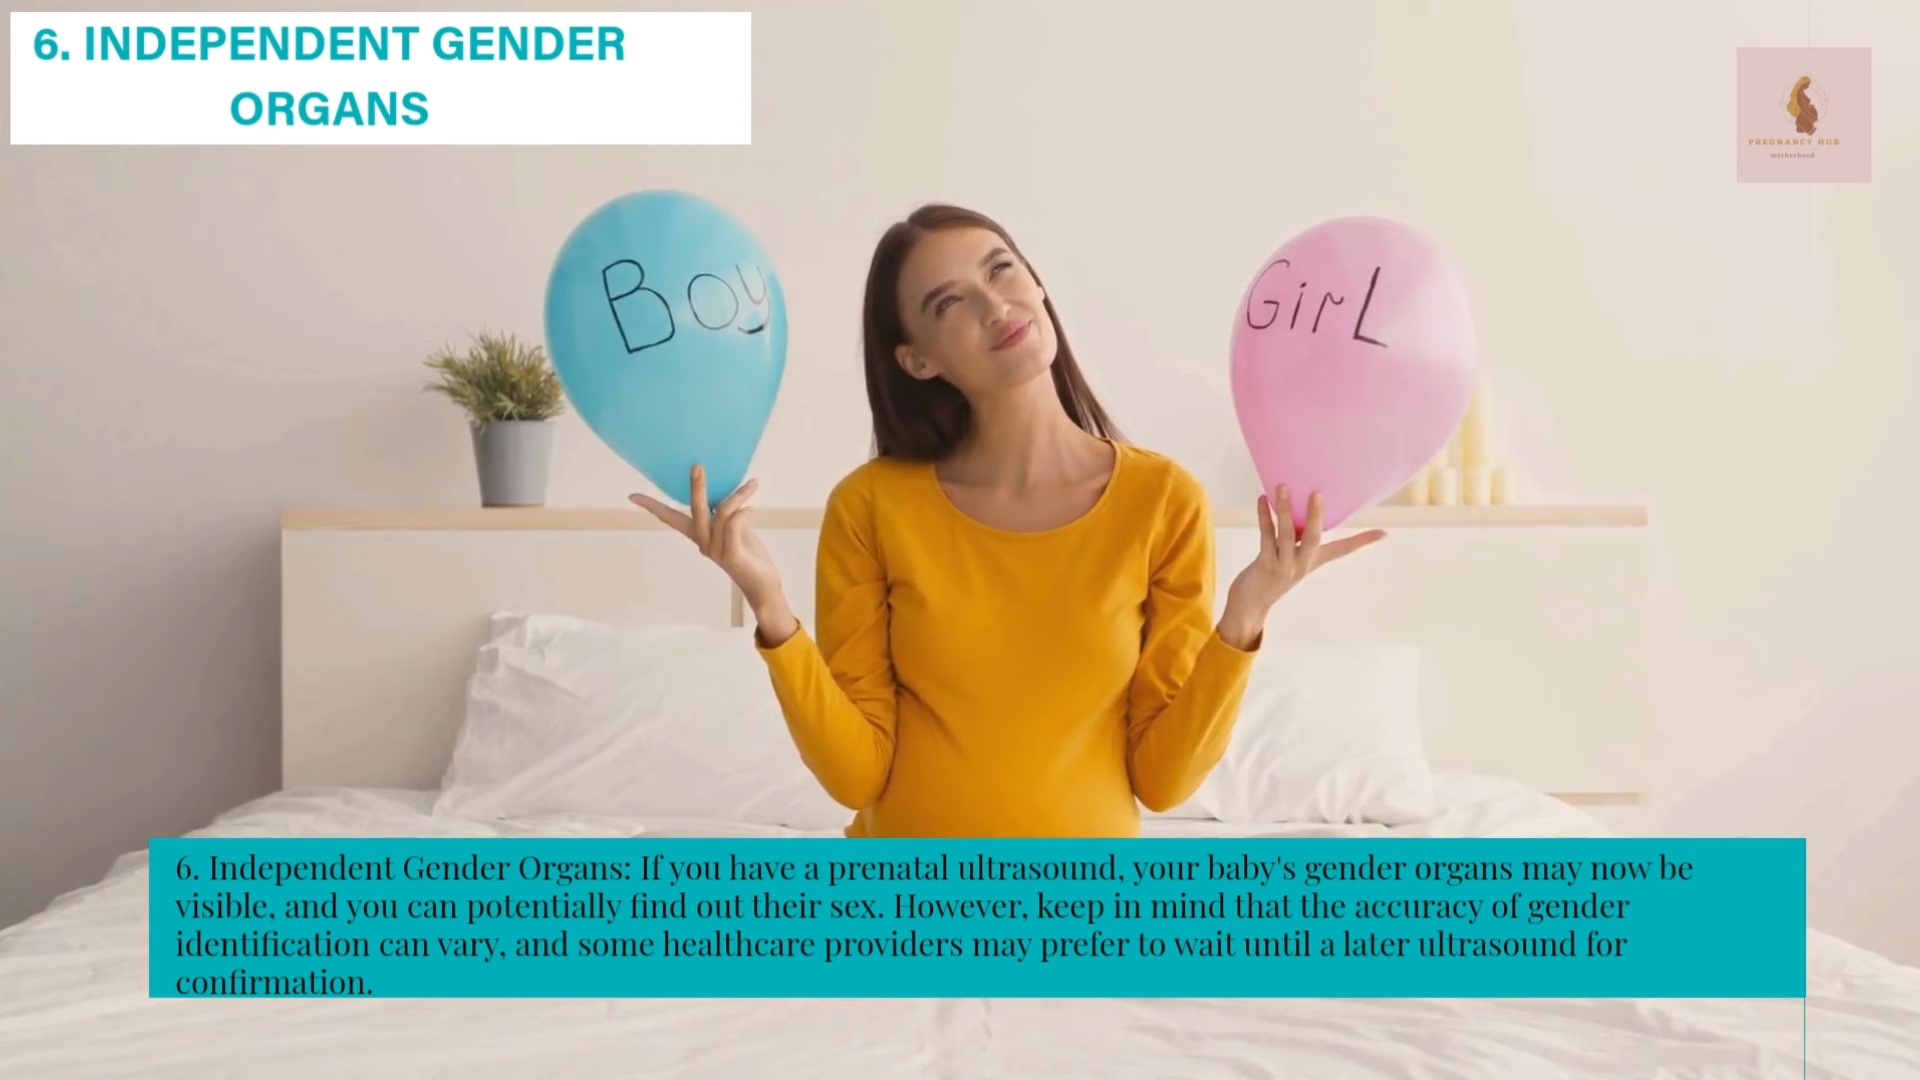 6. INDEPENDENT GENDER
ORGANS
PREGNANCY HUB
motherhood
Boy
GirL
6. Independent Gender Organs: If you have a prenatal ultrasound, your baby's gender organs may now be
visible, and you can potentially find out their sex. However, keep in mind that the accuracy of gender
identification can vary, and some healthcare providers may prefer to wait until a later ultrasound for
confirmation.